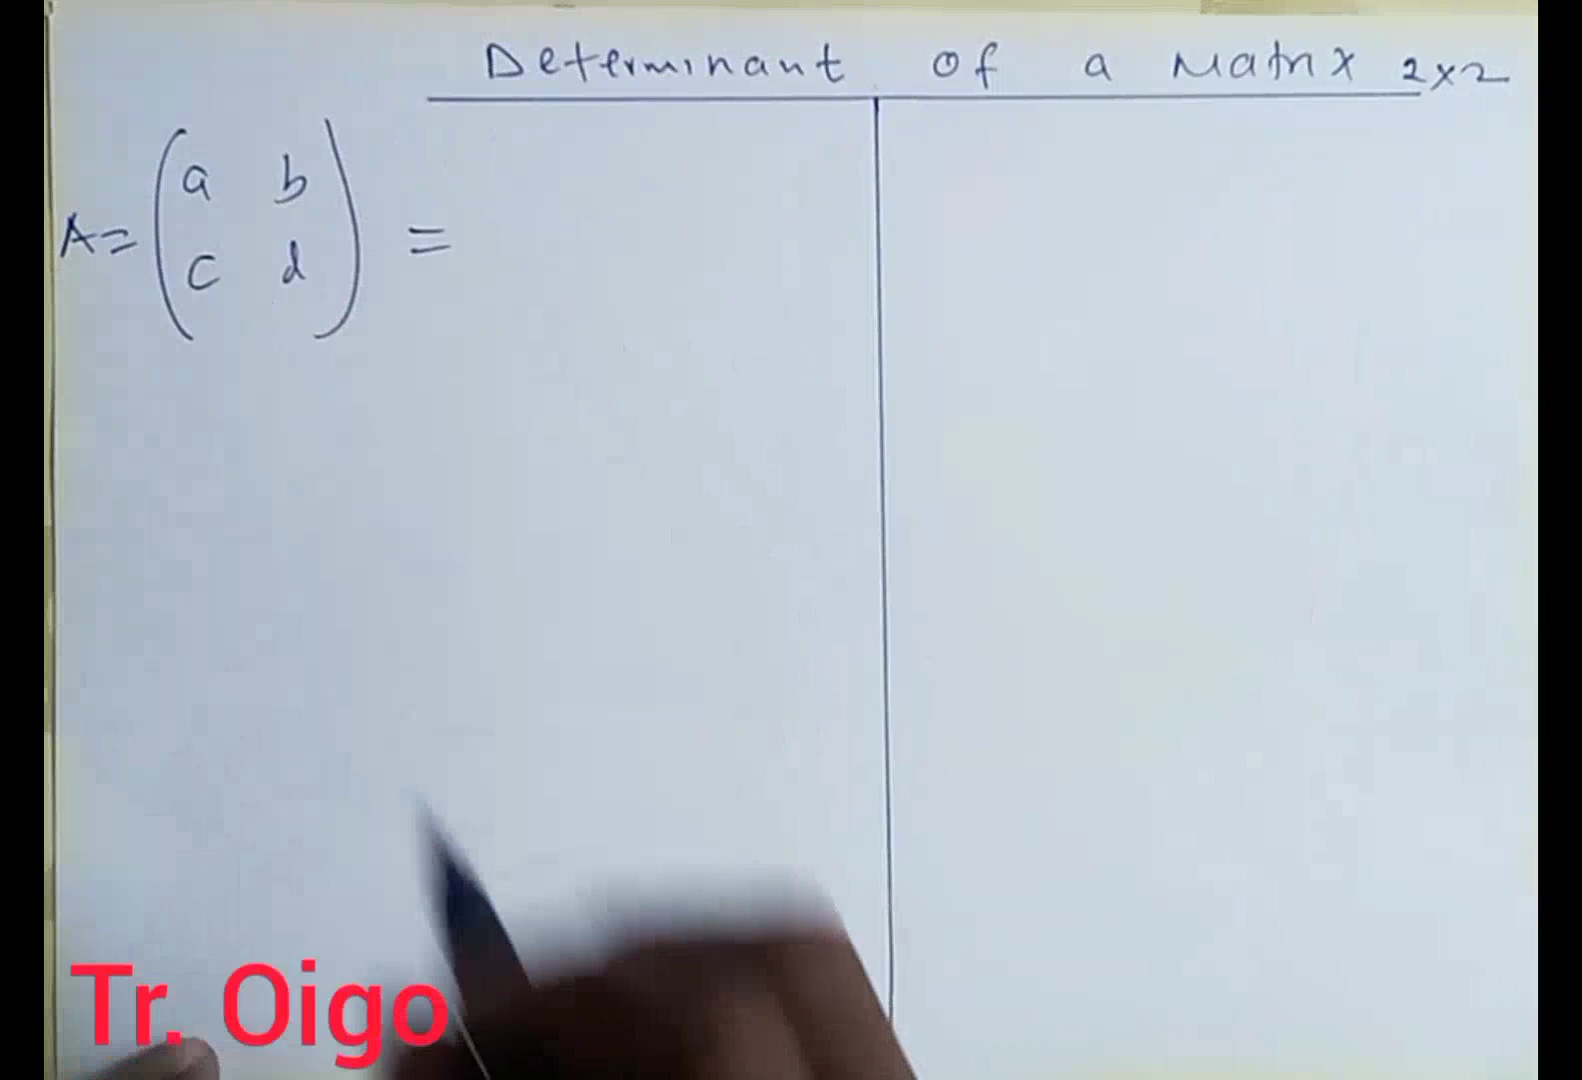 Determinant of a Matrix 2x2
A = (a b
c d) =
Tr. Oigo